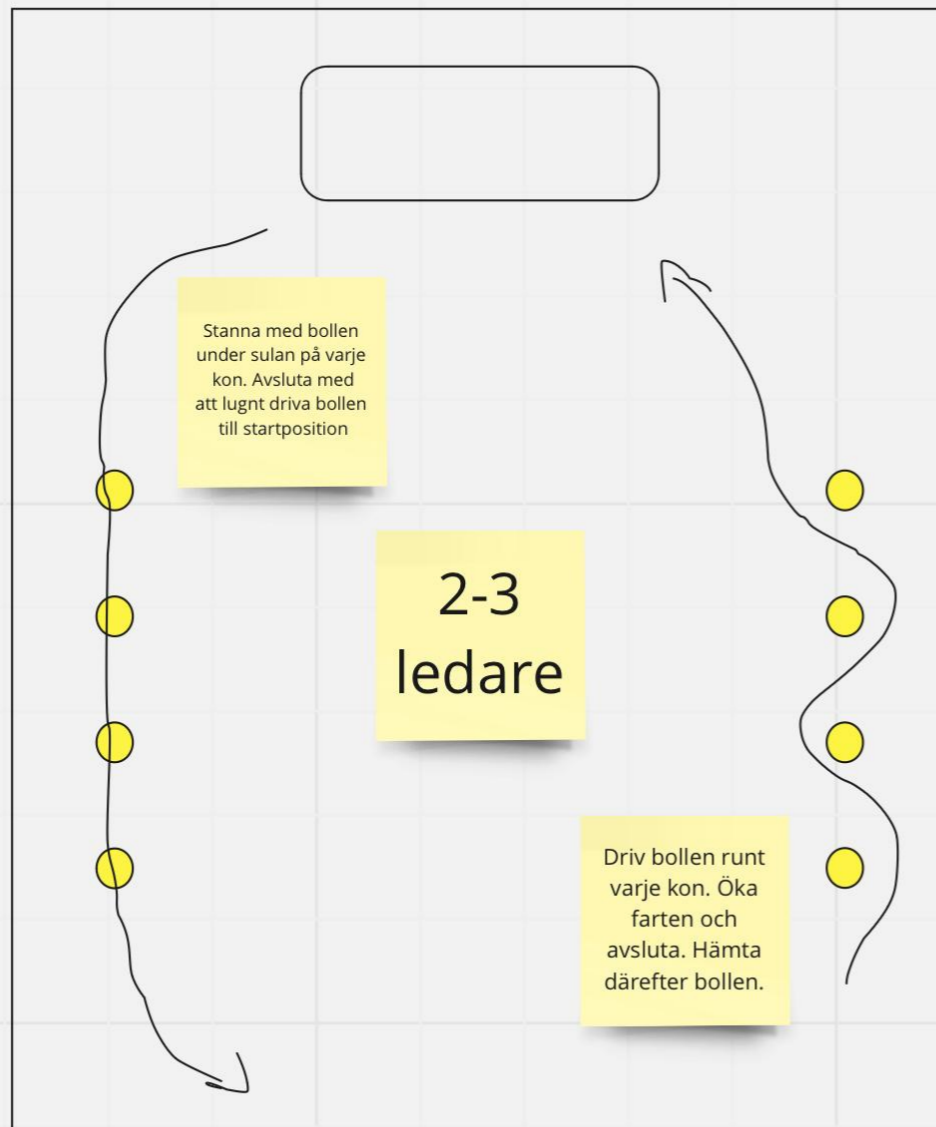 Stanna med bollen
under sulan på varje
kon. Avsluta med
att lugnt driva bollen
till startposition
2-3
ledare
Driv bollen runt
varje kon. Öka
farten och
avsluta. Hämta
därefter bollen.